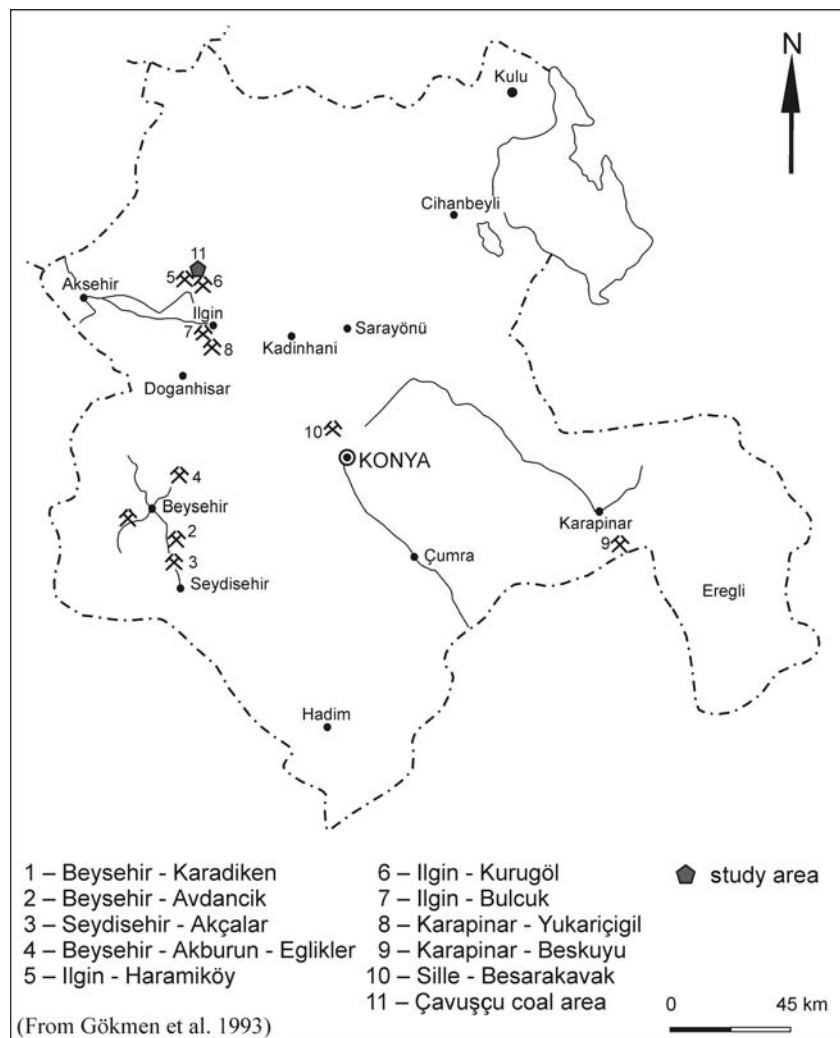 N
Kulu
Cihanbeyli
11
5
6
Aksehir
Ilgin
7
8
Kadinhani
Sarayönü
Doganhisar
10
KONYA
4
Beysehir
2
3
Seydisehir
Karapinar
9
Çumra
Eregli
Hadim
1 – Beysehir - Karadiken
2 – Beysehir - Avdancik
3 – Seydisehir - Akçalar
4 – Beysehir - Akburun - Eglikler
5 – Ilgin - Haramiköy
6 – Ilgin - Kurugöl
7 – Ilgin - Bulcuk
8 – Karapinar - Yukariçigil
9 – Karapinar - Beskuyu
10 – Sille - Besarakavak
11 – Çavuşçu coal area
study area
0 45 km
(From Gökmen et al. 1993)